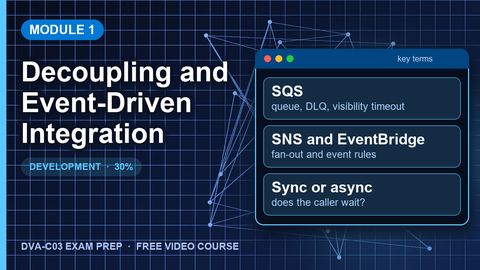 MODULE 1
Decoupling and
Event-Driven
Integration
DEVELOPMENT · 30%
key terms
SQS
queue, DLQ, visibility timeout
SNS and EventBridge
fan-out and event rules
Sync or async
does the caller wait?
DVA-C03 EXAM PREP · FREE VIDEO COURSE